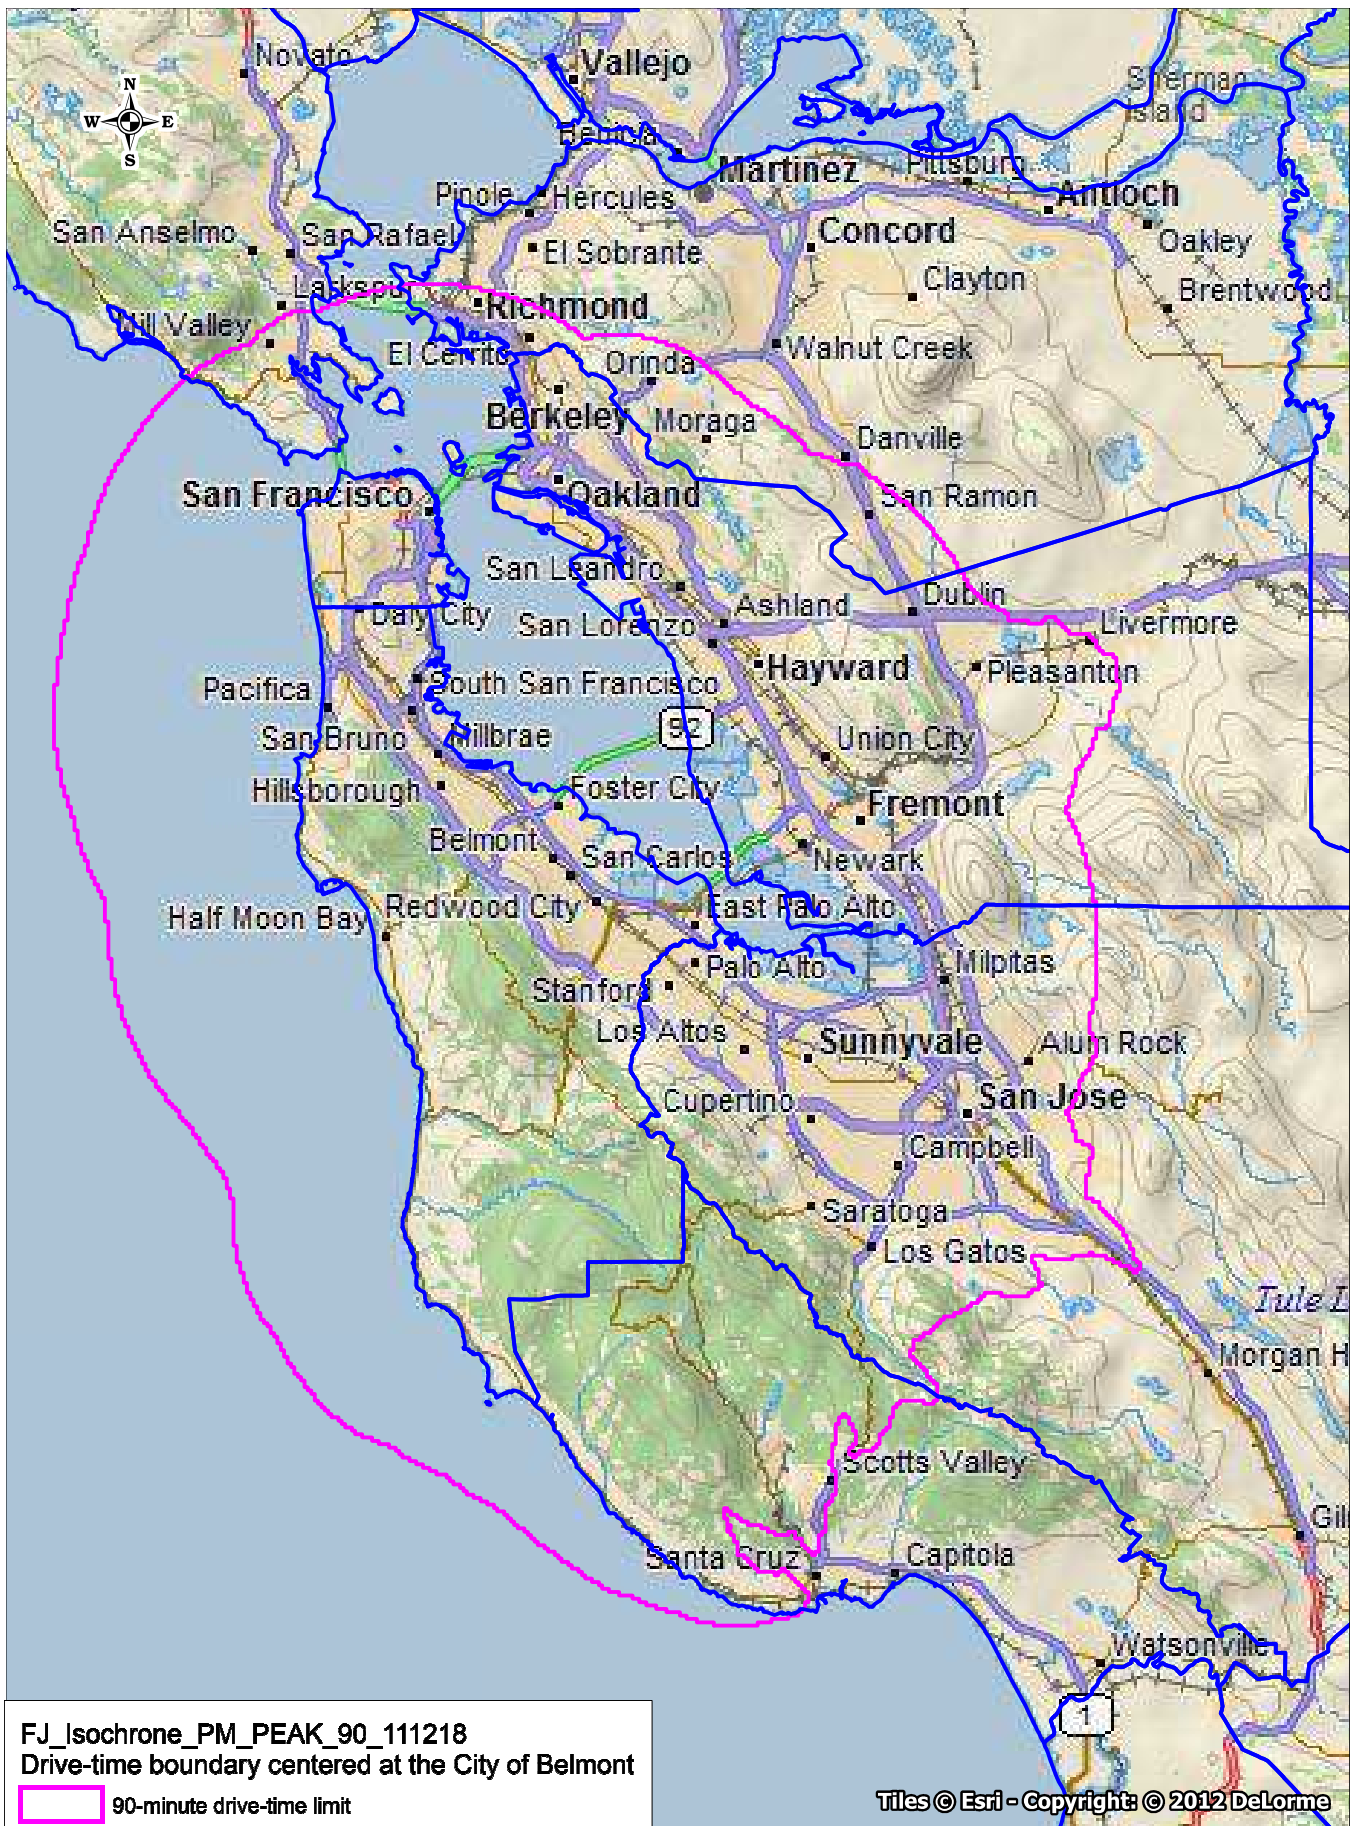 Novato
Vallejo
N
W E
S
Sherman
Island
Benicia
Martinez
Pittsburg
Antioch
Pinole
Hercules
San Anselmo
San Rafael
Concord
Oakley
El Sobrante
Clayton
Brentwood
Larkspu
Richmond
Mill Valley
El Cerrito
Orinda
Walnut Creek
Berkeley
Moraga
Danville
San Francisco
Oakland
San Ramon
San Leandro
Daly City
San Lorenzo
Ashland
Dublin
Livermore
Hayward
Pleasanton
Pacifica
South San Francisco
San Bruno
Millbrae
92
Union City
Hillsborough
Foster City
Fremont
Belmont
San Carlos
Newark
Half Moon Bay
Redwood City
East Palo Alto
Palo Alto
Milpitas
Stanford
Los Altos
Sunnyvale
Alum Rock
Cupertino
San Jose
Campbell
Saratoga
Los Gatos
Tule L
Morgan H
Scotts Valley
Gil
Santa Cruz
Capitola
Watsonville
1
FJ_Isochrone_PM_PEAK_90_111218
Drive-time boundary centered at the City of Belmont
90-minute drive-time limit
Tiles © Esri - Copyright: © 2012 DeLorme